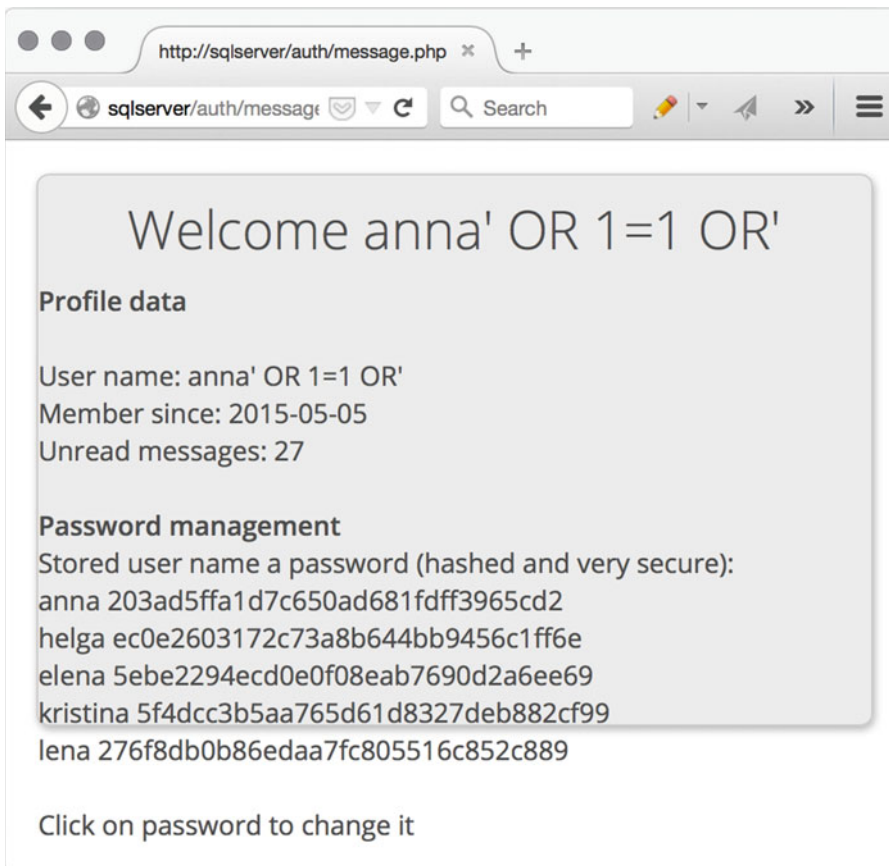 http://sqlserver/auth/message.php
sqlserver/auth/message
Search
Welcome anna' OR 1=1 OR'
Profile data
User name: anna' OR 1=1 OR'
Member since: 2015-05-05
Unread messages: 27
Password management
Stored user name a password (hashed and very secure):
anna 203ad5ffa1d7c650ad681fdff3965cd2
helga ec0e2603172c73a8b644bb9456c1ff6e
elena 5ebe2294ecd0e0f08eab7690d2a6ee69
kristina 5f4dcc3b5aa765d61d8327deb882cf99
lena 276f8db0b86edaa7fc805516c852c889
Click on password to change it